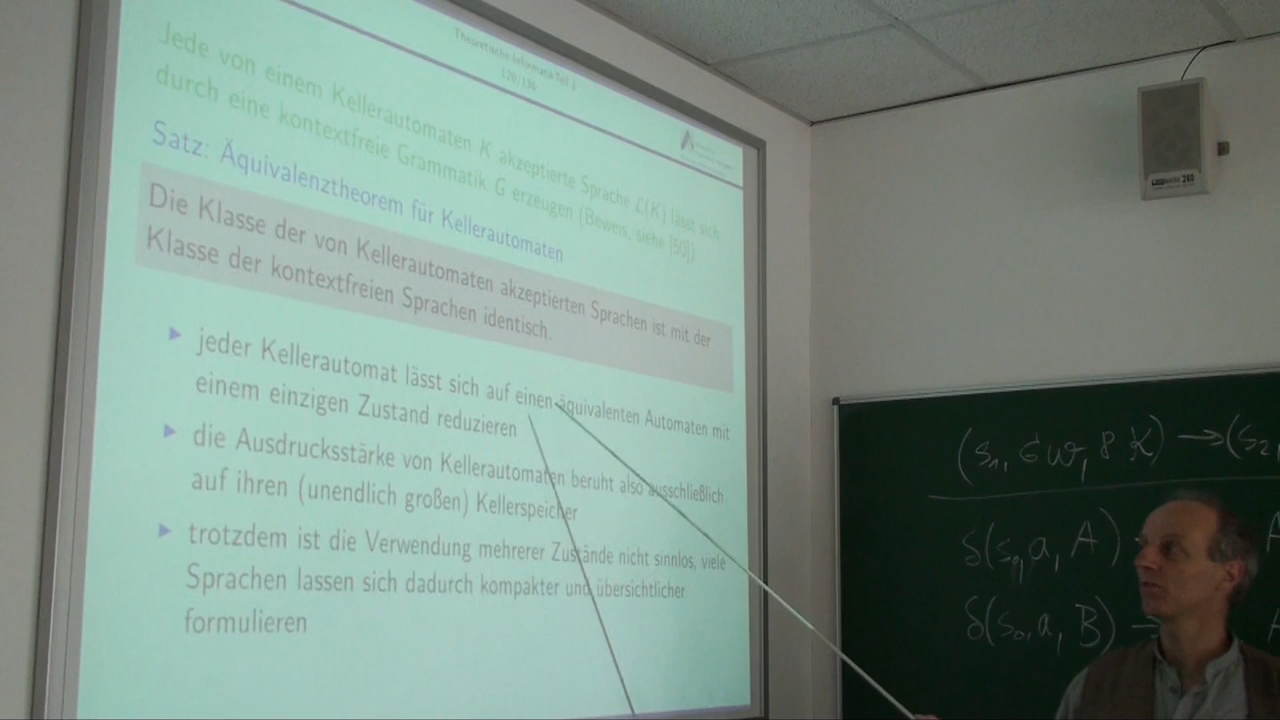 Theoretische Informatik Teil 1
120/136
Jede von einem Kellerautomaten K akzeptierte Sprache L(K) lässt sich
durch eine kontextfreie Grammatik G erzeugen (Beweis, siehe [50])
Satz: Äquivalenztheorem für Kellerautomaten
Die Klasse der von Kellerautomaten akzeptierten Sprachen ist mit der
Klasse der kontextfreien Sprachen identisch.
▶ jeder Kellerautomat lässt sich auf einen äquivalenten Automaten mit
einem einzigen Zustand reduzieren
▶ die Ausdrucksstärke von Kellerautomaten beruht also ausschließlich
auf ihren (unendlich großen) Kellerspeicher
▶ trotzdem ist die Verwendung mehrerer Zustände nicht sinnlos, viele
Sprachen lassen sich dadurch kompakter und übersichtlicher
formulieren